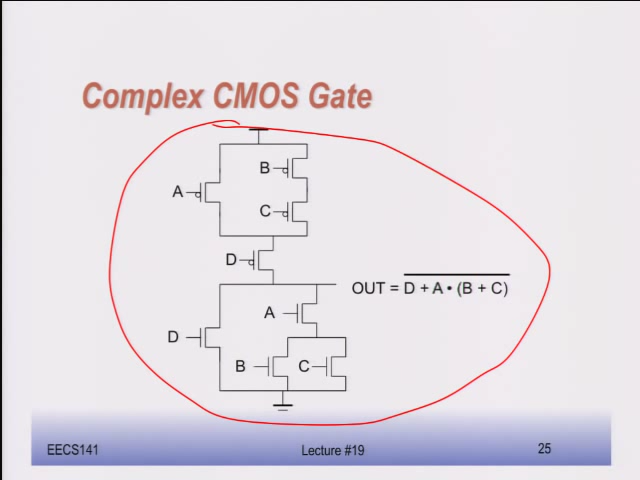 Complex CMOS Gate
B
A
C
D
OUT = D + A • (B + C)
A
D
B
C
EECS141
Lecture #19
25